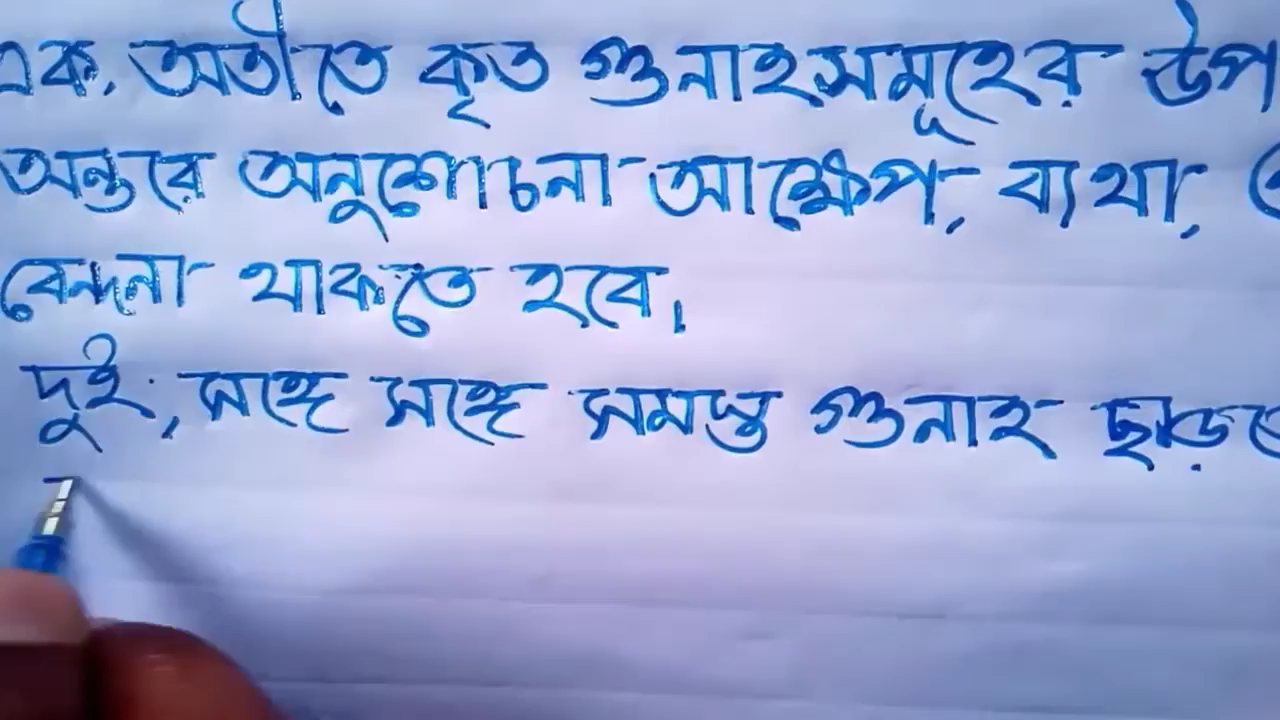 এক. অতীতে কৃত গুনাহসমূহের উপ
অন্তরে অনুশোচনা আক্ষেপ, ব্যথা,
বেদনা থাকতে হবে।
দুই, সঙ্গে সঙ্গে সমস্ত গুনাহ ছাড়তে